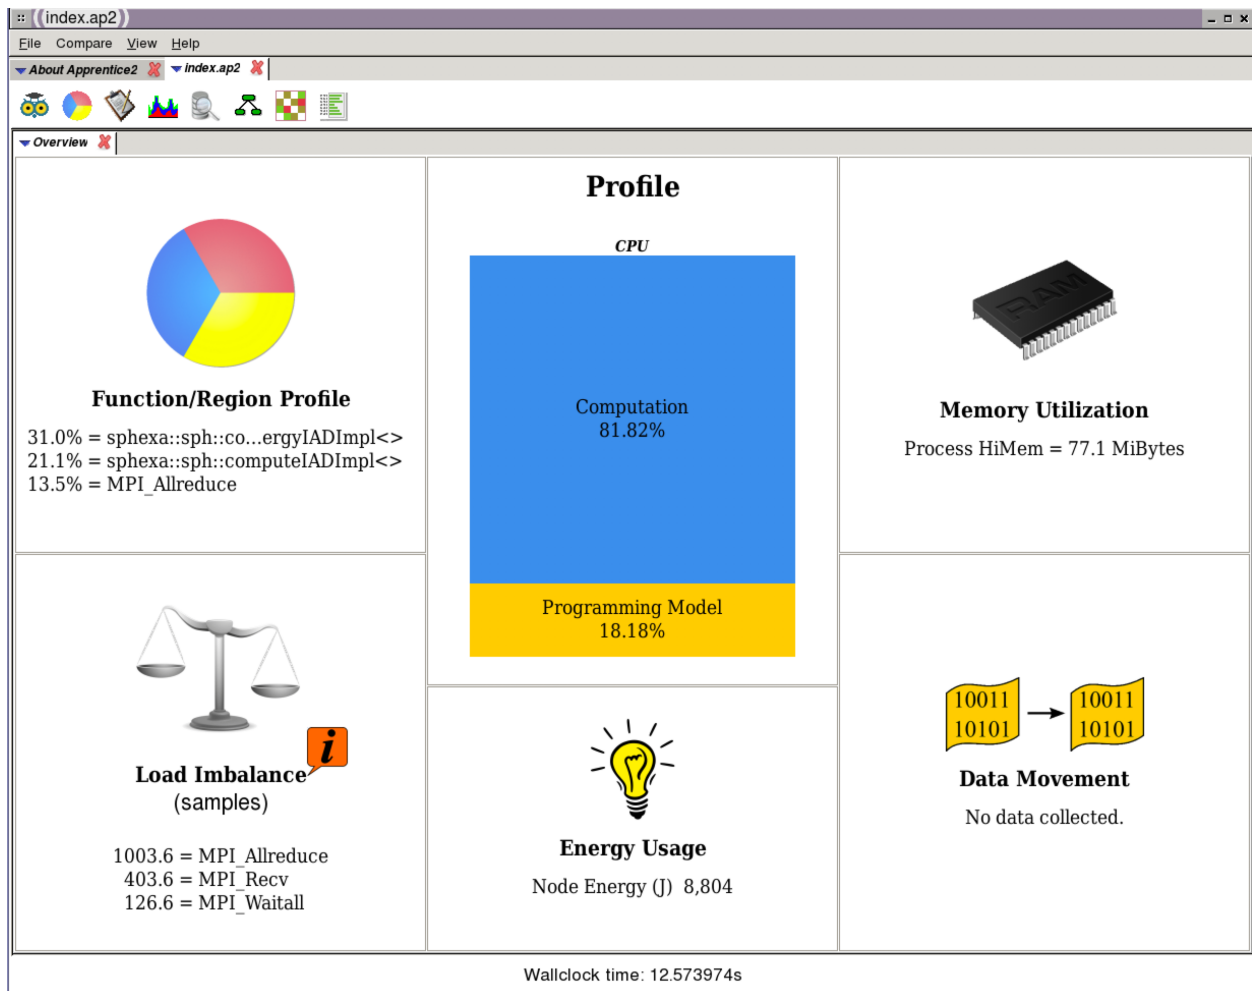 ((index.ap2))
File Compare View Help
About Apprentice2 index.ap2
Overview
Function/Region Profile
31.0% = sphexa::sph::co...ergyIADImpl<>
21.1% = sphexa::sph::computeIADImpl<>
13.5% = MPI_Allreduce
Profile
CPU
Computation
81.82%
Programming Model
18.18%
RAM
Memory Utilization
Process HiMem = 77.1 MiBytes
i
Load Imbalance
(samples)
1003.6 = MPI_Allreduce
403.6 = MPI_Recv
126.6 = MPI_Waitall
Energy Usage
Node Energy (J) 8,804
10011 10011
10101 10101
Data Movement
No data collected.
Wallclock time: 12.573974s